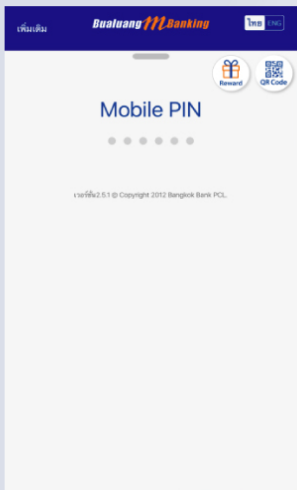 เพิ่มเติม
Bualuang mBanking
ไทย ENG
Reward
QR Code
Mobile PIN
เวอร์ชั่น2.5.1 @ Copyright 2012 Bangkok Bank PCL.